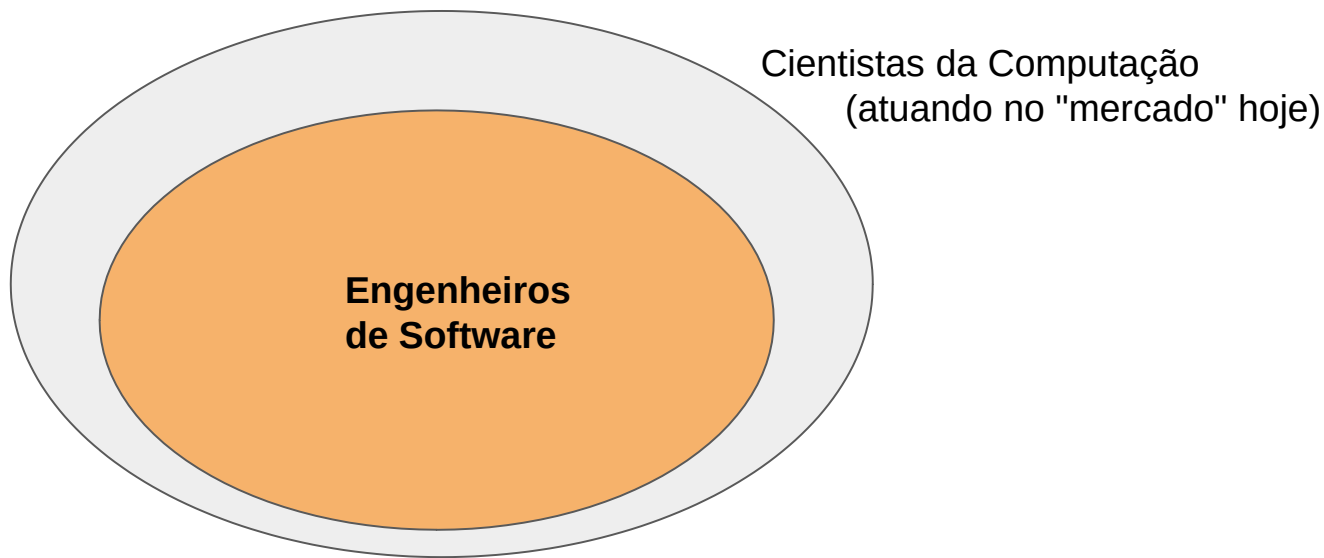 Cientistas da Computação
(atuando no "mercado" hoje)
Engenheiros
de Software